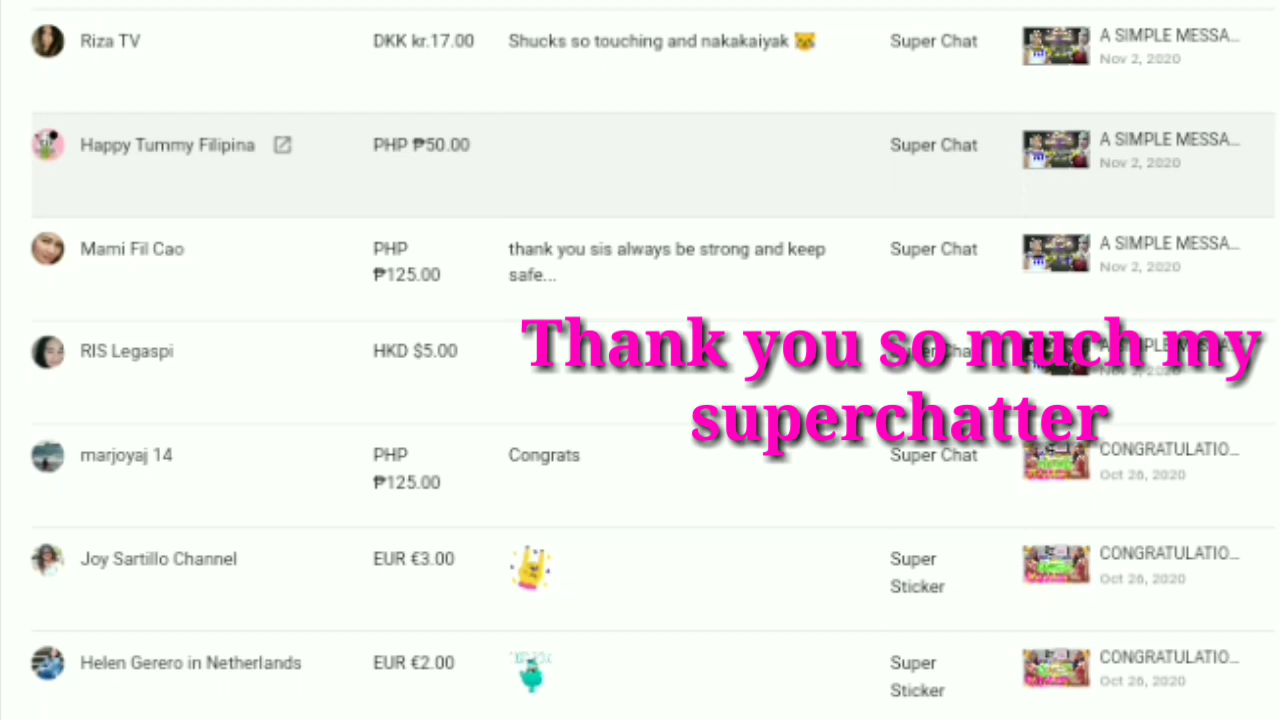 Riza TV DKK kr.17.00 Shucks so touching and nakakaiyak 😿 Super Chat A SIMPLE MESSA...
Nov 2, 2020
Happy Tummy Filipina PHP ₱50.00 Super Chat A SIMPLE MESSA...
Nov 2, 2020
Mami Fil Cao PHP thank you sis always be strong and keep Super Chat A SIMPLE MESSA...
₱125.00 safe... Nov 2, 2020
RIS Legaspi HKD $5.00
Thank you so much my
superchatter
marjoyaj 14 PHP Congrats Super Chat CONGRATULATIO...
₱125.00 Oct 26, 2020
Joy Sartillo Channel EUR €3.00 Super CONGRATULATIO...
Sticker Oct 26, 2020
Helen Gerero in Netherlands EUR €2.00 Super CONGRATULATIO...
Sticker Oct 26, 2020